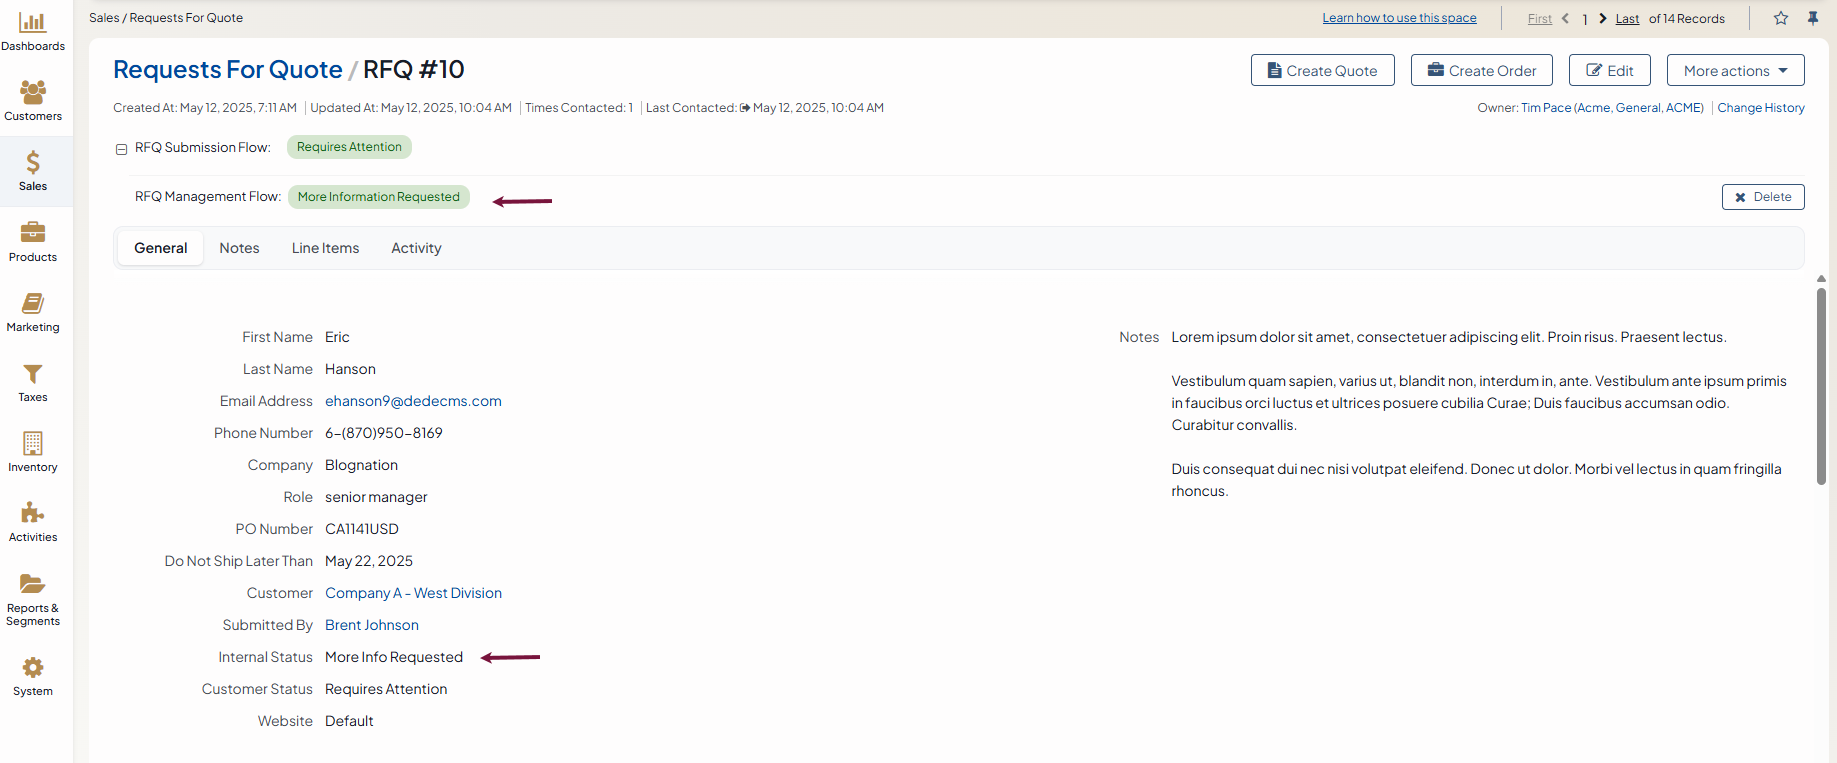 Dashboards
Customers
Sales
Products
Marketing
Taxes
Inventory
Activities
Reports &
Segments
System
Sales / Requests For Quote
Learn how to use this space
First 1 Last of 14 Records
Requests For Quote / RFQ #10
Create Quote
Create Order
Edit
More actions
Created At: May 12, 2025, 7:11 AM | Updated At: May 12, 2025, 10:04 AM | Times Contacted: 1 | Last Contacted: May 12, 2025, 10:04 AM
Owner: Tim Pace (Acme, General, ACME) | Change History
RFQ Submission Flow: Requires Attention
RFQ Management Flow: More Information Requested
Delete
General Notes Line Items Activity
First Name Eric
Last Name Hanson
Email Address ehanson9@dedecms.com
Phone Number 6-(870)950-8169
Company Blognation
Role senior manager
PO Number CA1141USD
Do Not Ship Later Than May 22, 2025
Customer Company A - West Division
Submitted By Brent Johnson
Internal Status More Info Requested
Customer Status Requires Attention
Website Default
Notes Lorem ipsum dolor sit amet, consectetuer adipiscing elit. Proin risus. Praesent lectus.
Vestibulum quam sapien, varius ut, blandit non, interdum in, ante. Vestibulum ante ipsum primis
in faucibus orci luctus et ultrices posuere cubilia Curae; Duis faucibus accumsan odio.
Curabitur convallis.
Duis consequat dui nec nisi volutpat eleifend. Donec ut dolor. Morbi vel lectus in quam fringilla
rhoncus.